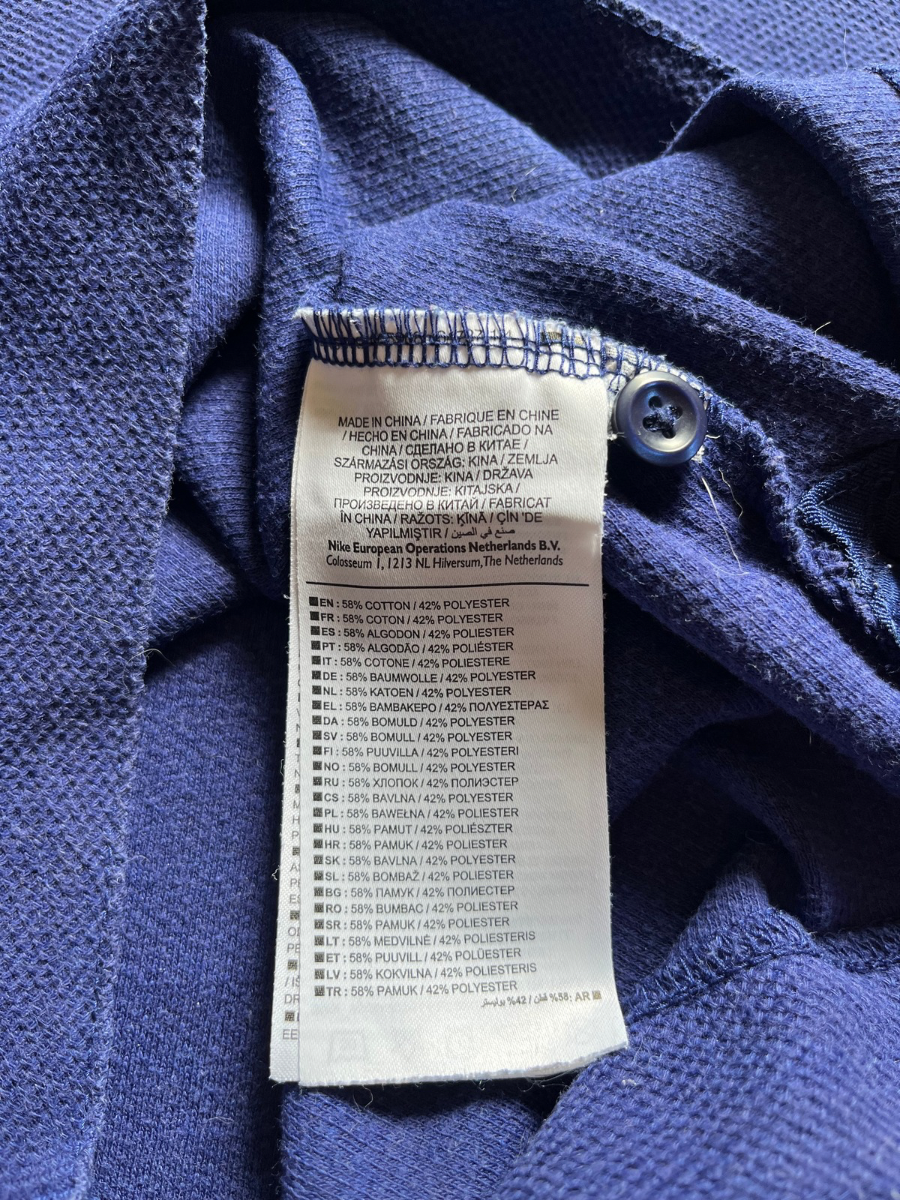 MADE IN CHINA / FABRIQUE EN CHINE
/ HECHO EN CHINA / FABRICADO NA
CHINA / СДЕЛАНО В КИТАЕ /
SZÁRMAZÁSI ORSZÁG: KINA / ZEMLJA
PROIZVODNJE: KINA / DRŽAVA
PROIZVODNJE: KITAJSKA /
ПРОИЗВЕДЕНО В КИТАЙ / FABRICAT
ÎN CHINA / RAŽOTS: ĶĪNĀ / ÇİN 'DE
YAPILMIŞTIR / صنع في الصين
Nike European Operations Netherlands B.V.
Colosseum 1, 1213 NL Hilversum, The Netherlands
EN : 58% COTTON / 42% POLYESTER
FR : 58% COTON / 42% POLYESTER
ES : 58% ALGODON / 42% POLIESTER
PT : 58% ALGODÃO / 42% POLIÉSTER
IT : 58% COTONE / 42% POLIESTERE
DE : 58% BAUMWOLLE / 42% POLYESTER
NL : 58% KATOEN / 42% POLYESTER
EL : 58% ΒΑΜΒΑΚΕΡΟ / 42% ΠΟΛΥΕΣΤΕΡΑΣ
DA : 58% BOMULD / 42% POLYESTER
SV : 58% BOMULL / 42% POLYESTER
FI : 58% PUUVILLA / 42% POLYESTERI
NO : 58% BOMULL / 42% POLYESTER
RU : 58% ХЛОПОК / 42% ПОЛИЭСТЕР
CS : 58% BAVLNA / 42% POLYESTER
PL : 58% BAWEŁNA / 42% POLYESTER
HU : 58% PAMUT / 42% POLIÉSZTER
HR : 58% PAMUK / 42% POLIESTER
SK : 58% BAVLNA / 42% POLYESTER
SL : 58% BOMBAŽ / 42% POLIESTER
BG : 58% ПАМУК / 42% ПОЛИЕСТЕР
RO : 58% BUMBAC / 42% POLIESTER
SR : 58% PAMUK / 42% POLIESTER
LT : 58% MEDVILNĖ / 42% POLIESTERIS
ET : 58% PUUVILL / 42% POLÜESTER
LV : 58% KOKVILNA / 42% POLIESTERIS
TR : 58% PAMUK / 42% POLYESTER
AR :58% قطن / 42% بوليستر